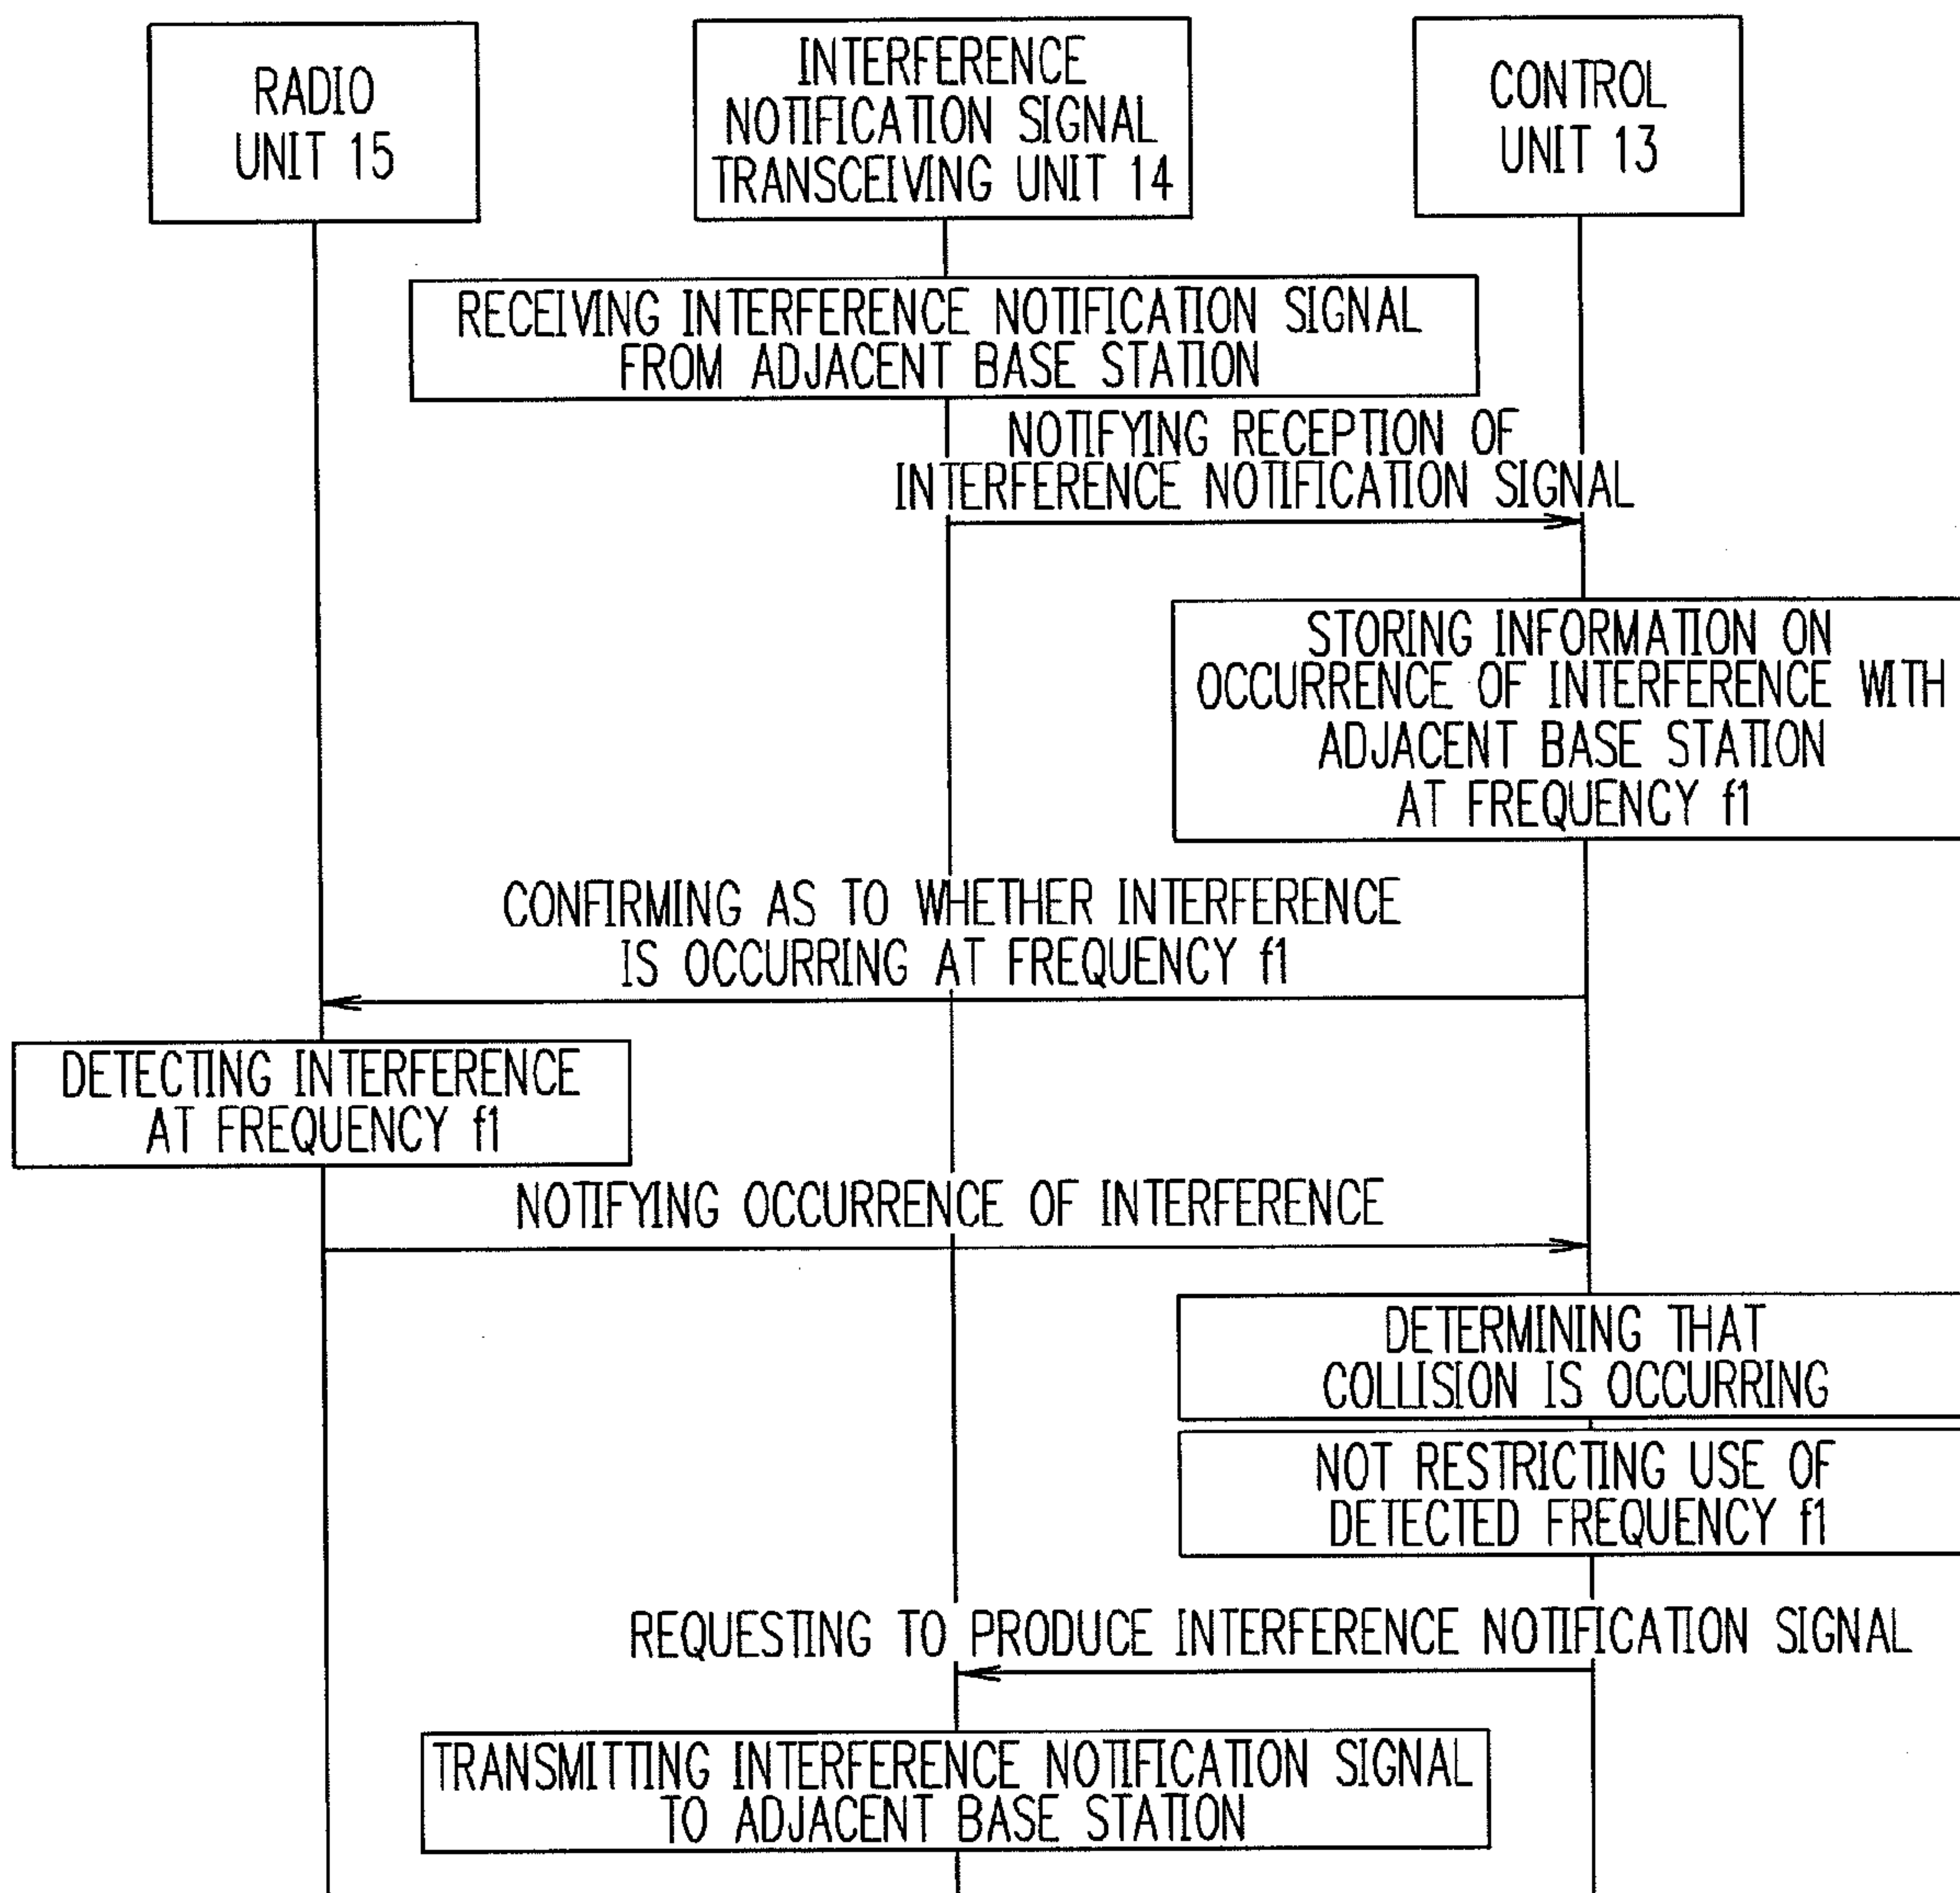 RADIO
UNIT 15
INTERFERENCE
NOTIFICATION SIGNAL
TRANSCEIVING UNIT 14
CONTROL
UNIT 13
RECEIVING INTERFERENCE NOTIFICATION SIGNAL
FROM ADJACENT BASE STATION
NOTIFYING RECEPTION OF
INTERFERENCE NOTIFICATION SIGNAL
STORING INFORMATION ON
OCCURRENCE OF INTERFERENCE WITH
ADJACENT BASE STATION
AT FREQUENCY f1
CONFIRMING AS TO WHETHER INTERFERENCE
IS OCCURRING AT FREQUENCY f1
DETECTING INTERFERENCE
AT FREQUENCY f1
NOTIFYING OCCURRENCE OF INTERFERENCE
DETERMINING THAT
COLLISION IS OCCURRING
NOT RESTRICTING USE OF
DETECTED FREQUENCY f1
REQUESTING TO PRODUCE INTERFERENCE NOTIFICATION SIGNAL
TRANSMITTING INTERFERENCE NOTIFICATION SIGNAL
TO ADJACENT BASE STATION